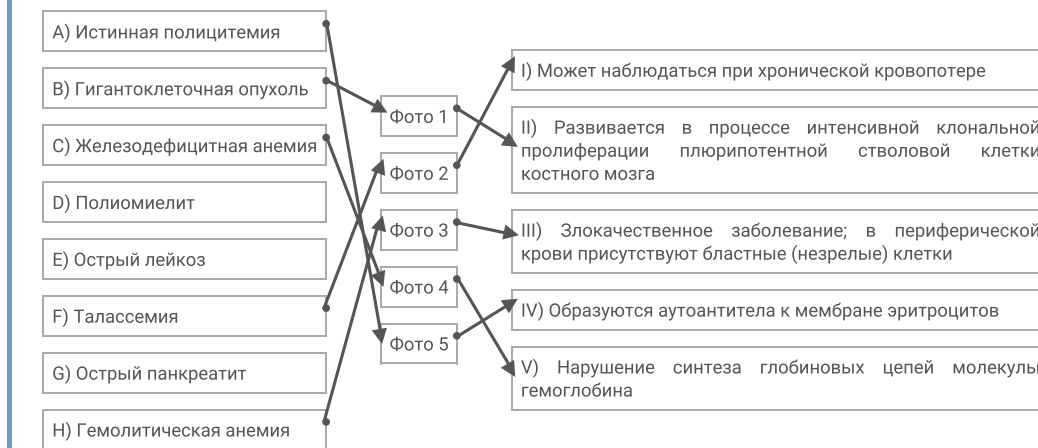 A) Истинная полицитемия
B) Гигантоклеточная опухоль
C) Железодефицитная анемия
D) Полиомиелит
E) Острый лейкоз
F) Талассемия
G) Острый панкреатит
H) Гемолитическая анемия
Фото 1
Фото 2
Фото 3
Фото 4
Фото 5
I) Может наблюдаться при хронической кровопотере
II) Развивается в процессе интенсивной клональной
пролиферации плюрипотентной стволовой клетки
костного мозга
III) Злокачественное заболевание; в периферической
крови присутствуют бластные (незрелые) клетки
IV) Образуются аутоантитела к мембране эритроцитов
V) Нарушение синтеза глобиновых цепей молекулы
гемоглобина